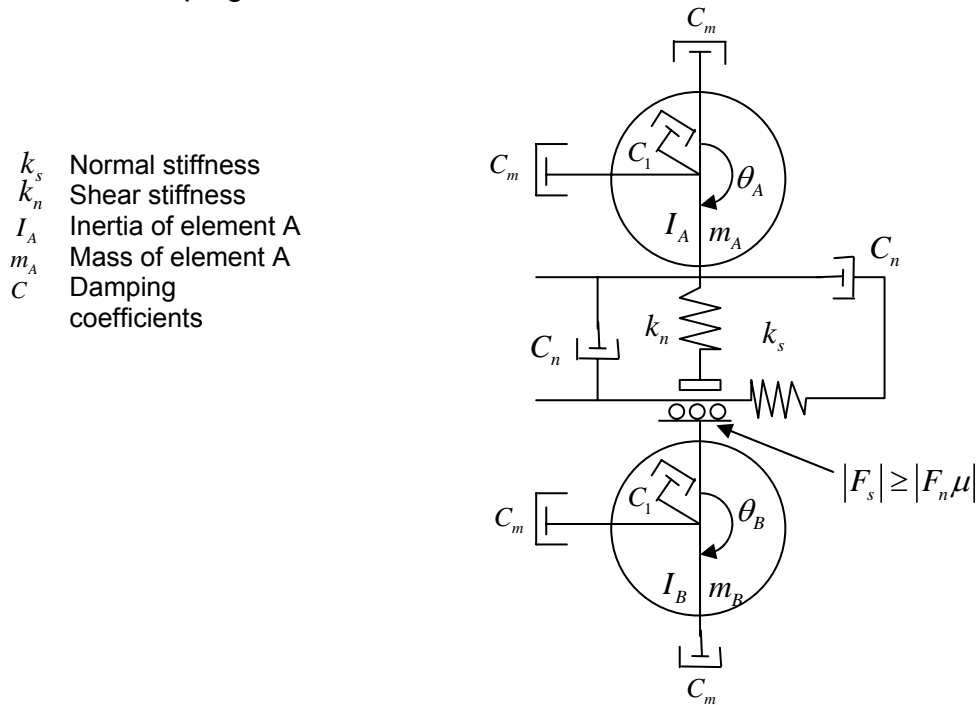 k_s Normal stiffness
k_n Shear stiffness
I_A Inertia of element A
m_A Mass of element A
C Damping
coefficients
C_m
C_m
C_1
θ_A
I_A m_A
C_n
k_n
k_s
C_n
|F_s| ≥ |F_n μ|
C_m
C_1
θ_B
I_B m_B
C_m